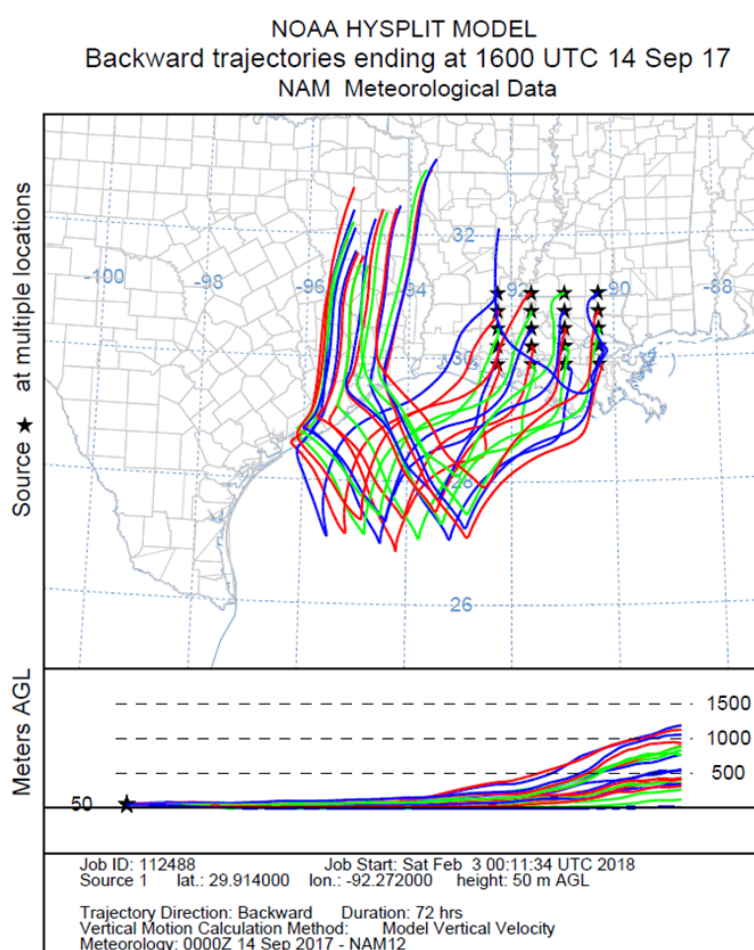 NOAA HYSPLIT MODEL
Backward trajectories ending at 1600 UTC 14 Sep 17
NAM Meteorological Data
Source ★ at multiple locations
-100
-98
-96
-94
-92
-90
-88
32
30
28
26
Meters AGL
1500
1000
500
50
Job ID: 112488 Job Start: Sat Feb 3 00:11:34 UTC 2018
Source 1 lat.: 29.914000 lon.: -92.272000 height: 50 m AGL
Trajectory Direction: Backward Duration: 72 hrs
Vertical Motion Calculation Method: Model Vertical Velocity
Meteorology: 0000Z 14 Sep 2017 - NAM12